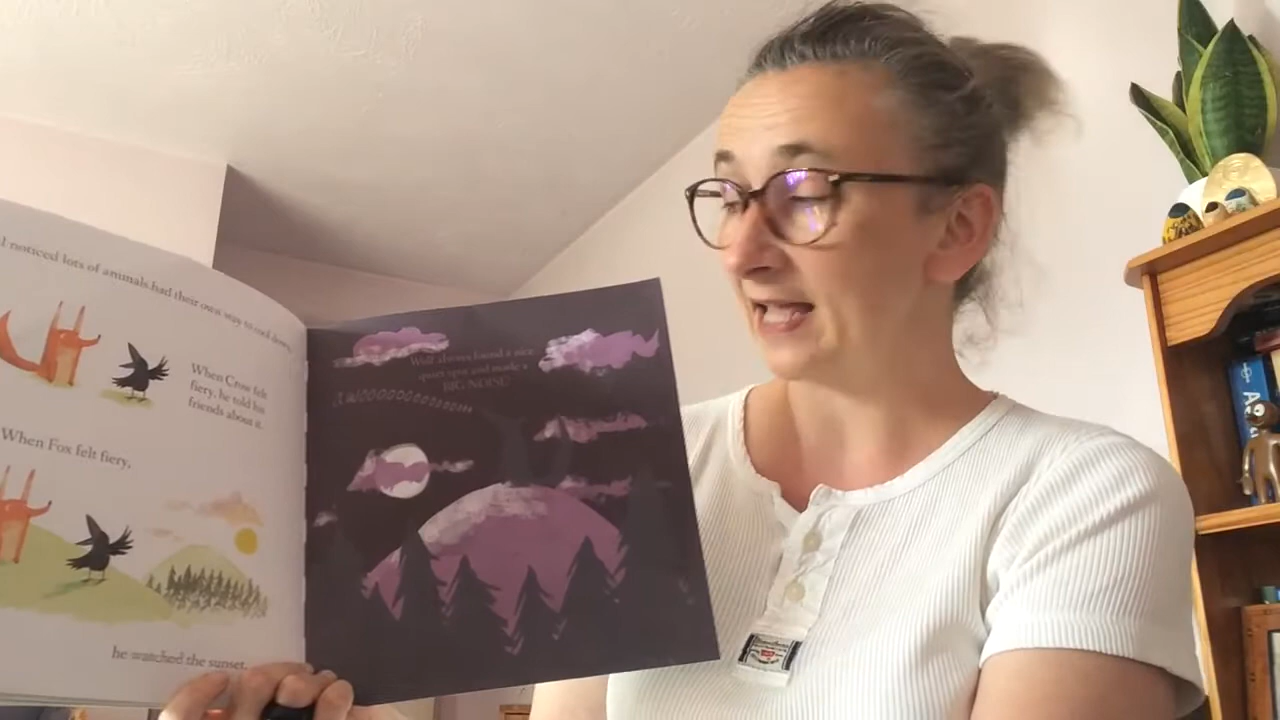 I noticed lots of animals had their own way to cool down.
When Crow felt
fiery, he told his
friends about it.
When Fox felt fiery,
he watched the sunset.
Wolf always found a nice
quiet spot and made a
BIG NOISE!